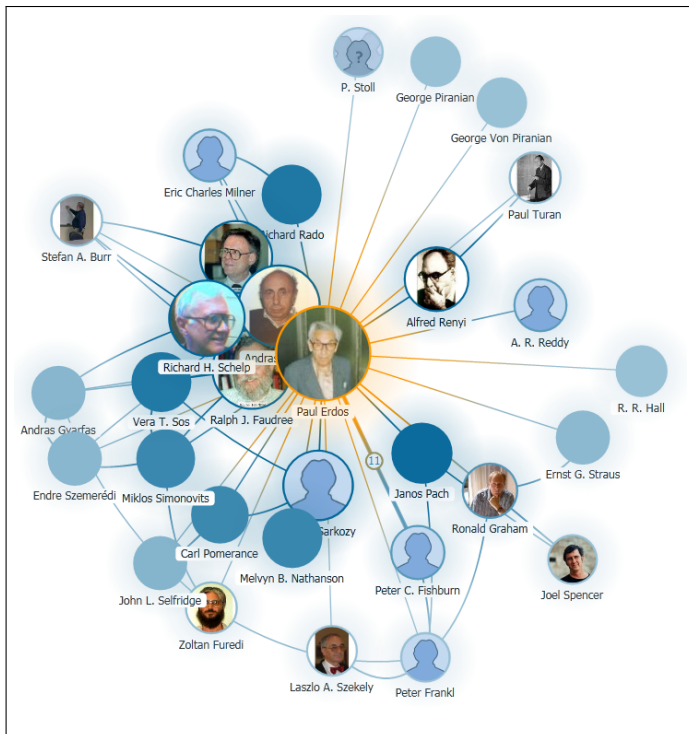 ?
P. Stoll
George Piranian
George Von Piranian
Eric Charles Milner
Paul Turan
Richard Rado
Stefan A. Burr
Alfred Renyi
A. R. Reddy
Richard H. Schelp
Andras
R. R. Hall
Paul Erdos
Ralph J. Faudree
Vera T. Sos
Andras Gyarfas
11
Ernst G. Straus
Janos Pach
Endre Szemerédi
Miklos Simonovits
Sarkozy
Ronald Graham
Carl Pomerance
Melvyn B. Nathanson
Peter C. Fishburn
Joel Spencer
John L. Selfridge
Zoltan Furedi
Laszlo A. Szekely
Peter Frankl